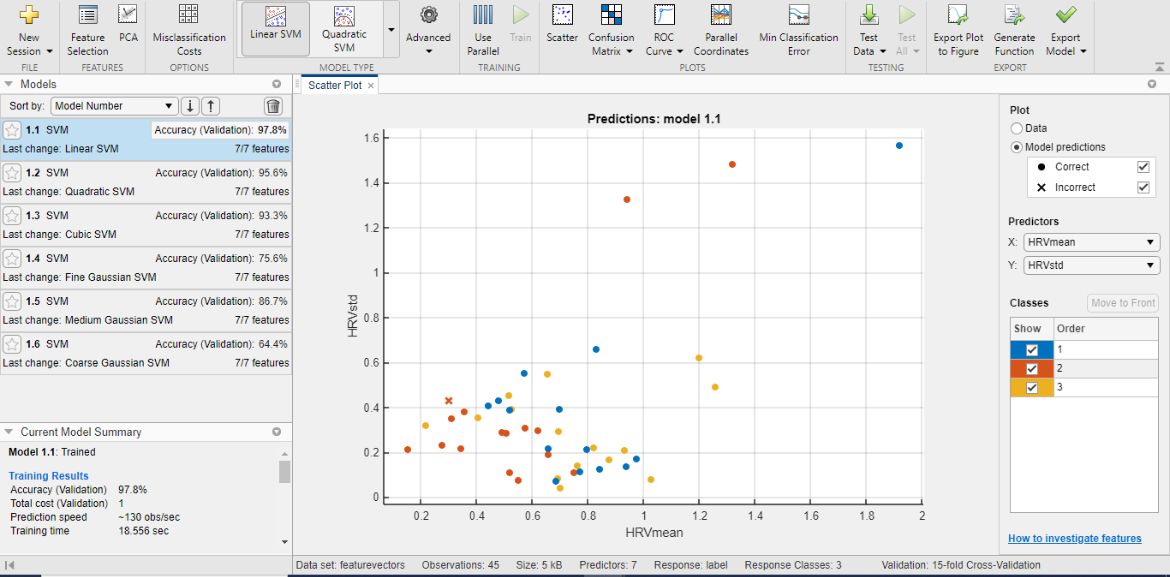 New Session
Feature Selection
PCA
Misclassification Costs
Linear SVM
Quadratic SVM
Advanced
Use Parallel
Train
Scatter
Confusion Matrix
ROC Curve
Parallel Coordinates
Min Classification Error
Test Data
Test All
Export Plot to Figure
Generate Function
Export Model
FILE FEATURES OPTIONS MODEL TYPE TRAINING PLOTS TESTING EXPORT
Models
Sort by: Model Number
1.1 SVM Accuracy (Validation): 97.8%
Last change: Linear SVM 7/7 features
1.2 SVM Accuracy (Validation): 95.6%
Last change: Quadratic SVM 7/7 features
1.3 SVM Accuracy (Validation): 93.3%
Last change: Cubic SVM 7/7 features
1.4 SVM Accuracy (Validation): 75.6%
Last change: Fine Gaussian SVM 7/7 features
1.5 SVM Accuracy (Validation): 86.7%
Last change: Medium Gaussian SVM 7/7 features
1.6 SVM Accuracy (Validation): 64.4%
Last change: Coarse Gaussian SVM 7/7 features
Current Model Summary
Model 1.1: Trained
Training Results
Accuracy (Validation) 97.8%
Total cost (Validation) 1
Prediction speed ~130 obs/sec
Training time 18.556 sec
Scatter Plot
Predictions: model 1.1
1.6
1.4
1.2
1
0.8
0.6
0.4
0.2
0
HRVstd
0.2 0.4 0.6 0.8 1 1.2 1.4 1.6 1.8 2
HRVmean
Plot
Data
Model predictions
Correct
Incorrect
Predictors
X: HRVmean
Y: HRVstd
Classes Move to Front
Show Order
1
2
3
How to investigate features
Data set: featurevectors Observations: 45 Size: 5 kB Predictors: 7 Response: label Response Classes: 3 Validation: 15-fold Cross-Validation